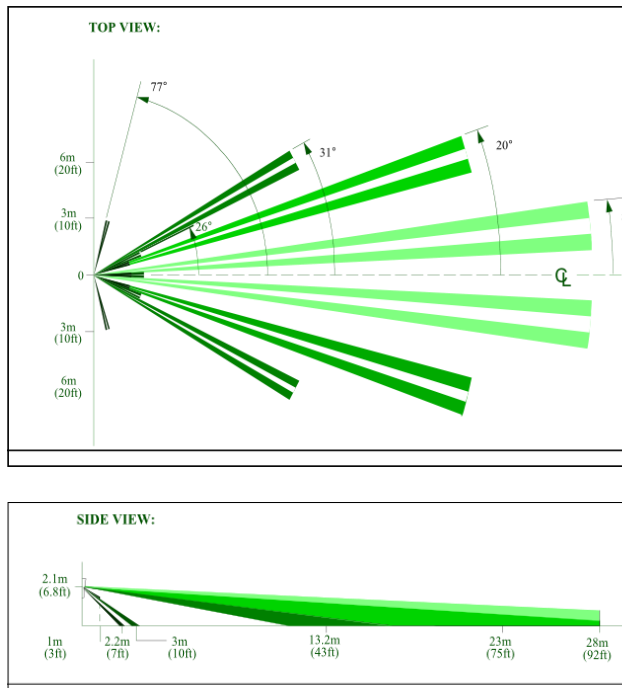 TOP VIEW:
77°
6m
(20ft)
31°
20°
3m
(10ft)
26°
0
℄
3m
(10ft)
6m
(20ft)
SIDE VIEW:
2.1m
(6.8ft)
1m
(3ft)
2.2m
(7ft)
3m
(10ft)
13.2m
(43ft)
23m
(75ft)
28m
(92ft)